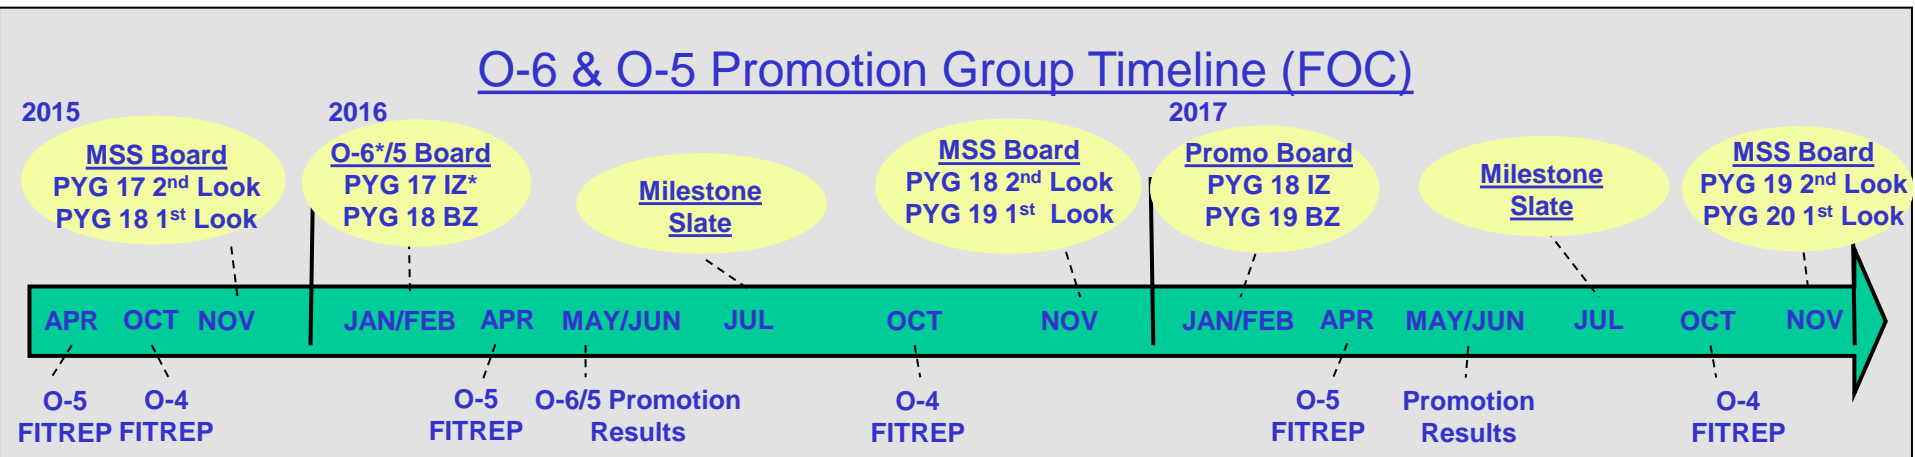 O-6 & O-5 Promotion Group Timeline (FOC)
2015
2016
2017
MSS Board
PYG 17 2nd Look
PYG 18 1st Look
O-6*/5 Board
PYG 17 IZ*
PYG 18 BZ
Milestone
Slate
MSS Board
PYG 18 2nd Look
PYG 19 1st Look
Promo Board
PYG 18 IZ
PYG 19 BZ
Milestone
Slate
MSS Board
PYG 19 2nd Look
PYG 20 1st Look
APR OCT NOV JAN/FEB APR MAY/JUN JUL OCT NOV JAN/FEB APR MAY/JUN JUL OCT NOV
O-5
FITREP
O-4
FITREP
O-5
FITREP
O-6/5 Promotion
Results
O-4
FITREP
O-5
FITREP
Promotion
Results
O-4
FITREP